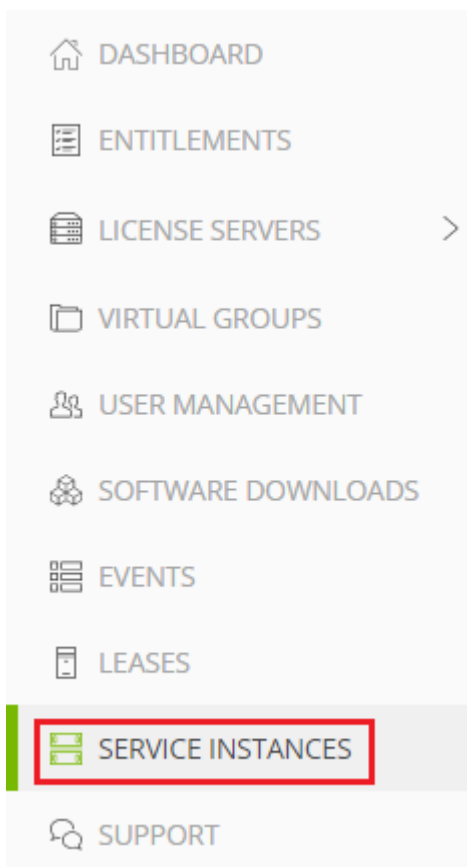 DASHBOARD
ENTITLEMENTS
LICENSE SERVERS
VIRTUAL GROUPS
USER MANAGEMENT
SOFTWARE DOWNLOADS
EVENTS
LEASES
SERVICE INSTANCES
SUPPORT